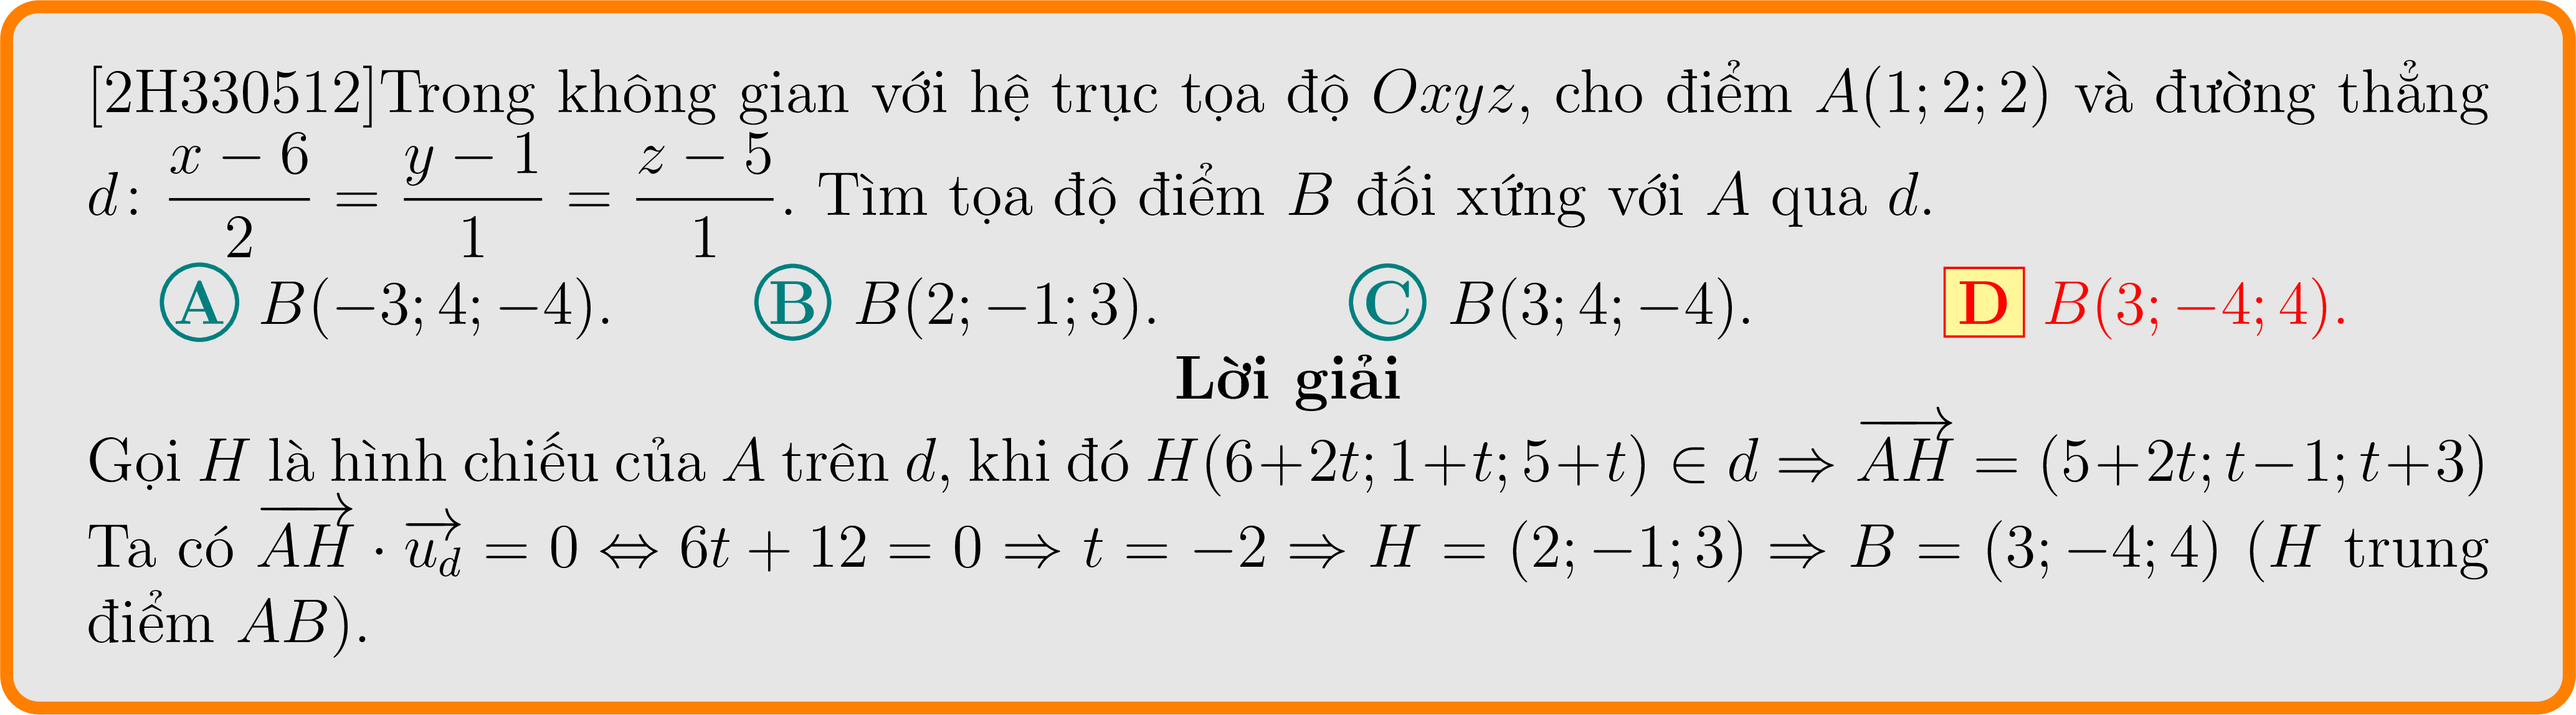 [2H330512]Trong không gian với hệ trục tọa độ $Oxyz$, cho điểm $A(1; 2; 2)$ và đường thẳng
$d\colon \dfrac{x-6}{2} = \dfrac{y-1}{1} = \dfrac{z-5}{1}$. Tìm tọa độ điểm $B$ đối xứng với $A$ qua $d$.
A $B(-3; 4; -4)$. B $B(2; -1; 3)$. C $B(3; 4; -4)$. D $B(3; -4; 4)$.
Lời giải
Gọi $H$ là hình chiếu của $A$ trên $d$, khi đó $H(6+2t; 1+t; 5+t) \in d \Rightarrow \overrightarrow{AH} = (5+2t; t-1; t+3)$
Ta có $\overrightarrow{AH} \cdot \overrightarrow{u_d} = 0 \Leftrightarrow 6t + 12 = 0 \Rightarrow t = -2 \Rightarrow H = (2; -1; 3) \Rightarrow B = (3; -4; 4)$ ($H$ trung
điểm $AB$).